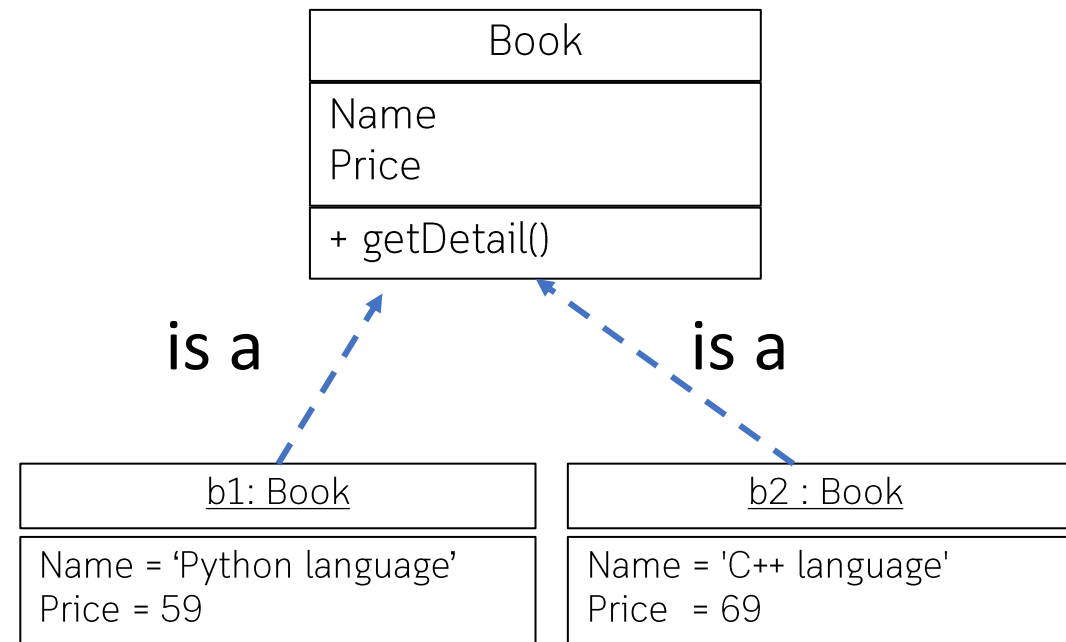 Book
Name
Price
+ getDetail()
is a
is a
b1: Book
Name = ‘Python language’
Price = 59
b2 : Book
Name = 'C++ language'
Price = 69